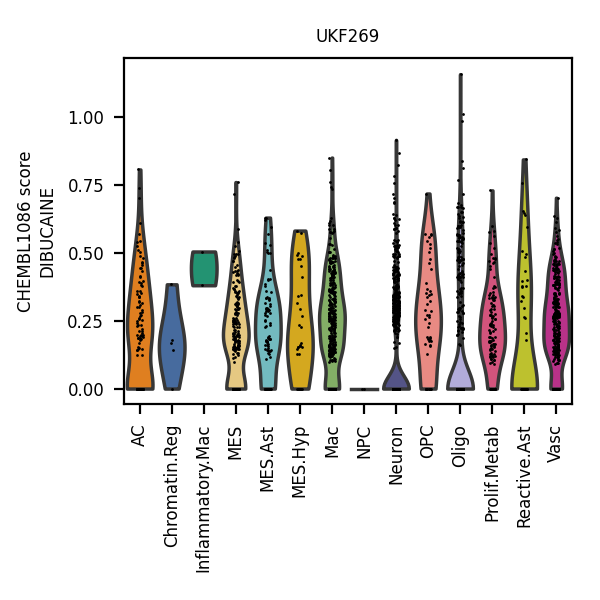 UKF269
CHEMBL1086 score
DIBUCAINE
1.00
0.75
0.50
0.25
0.00
AC
Chromatin.Reg
Inflammatory.Mac
MES
MES.Ast
MES.Hyp
Mac
NPC
Neuron
OPC
Oligo
Prolif.Metab
Reactive.Ast
Vasc